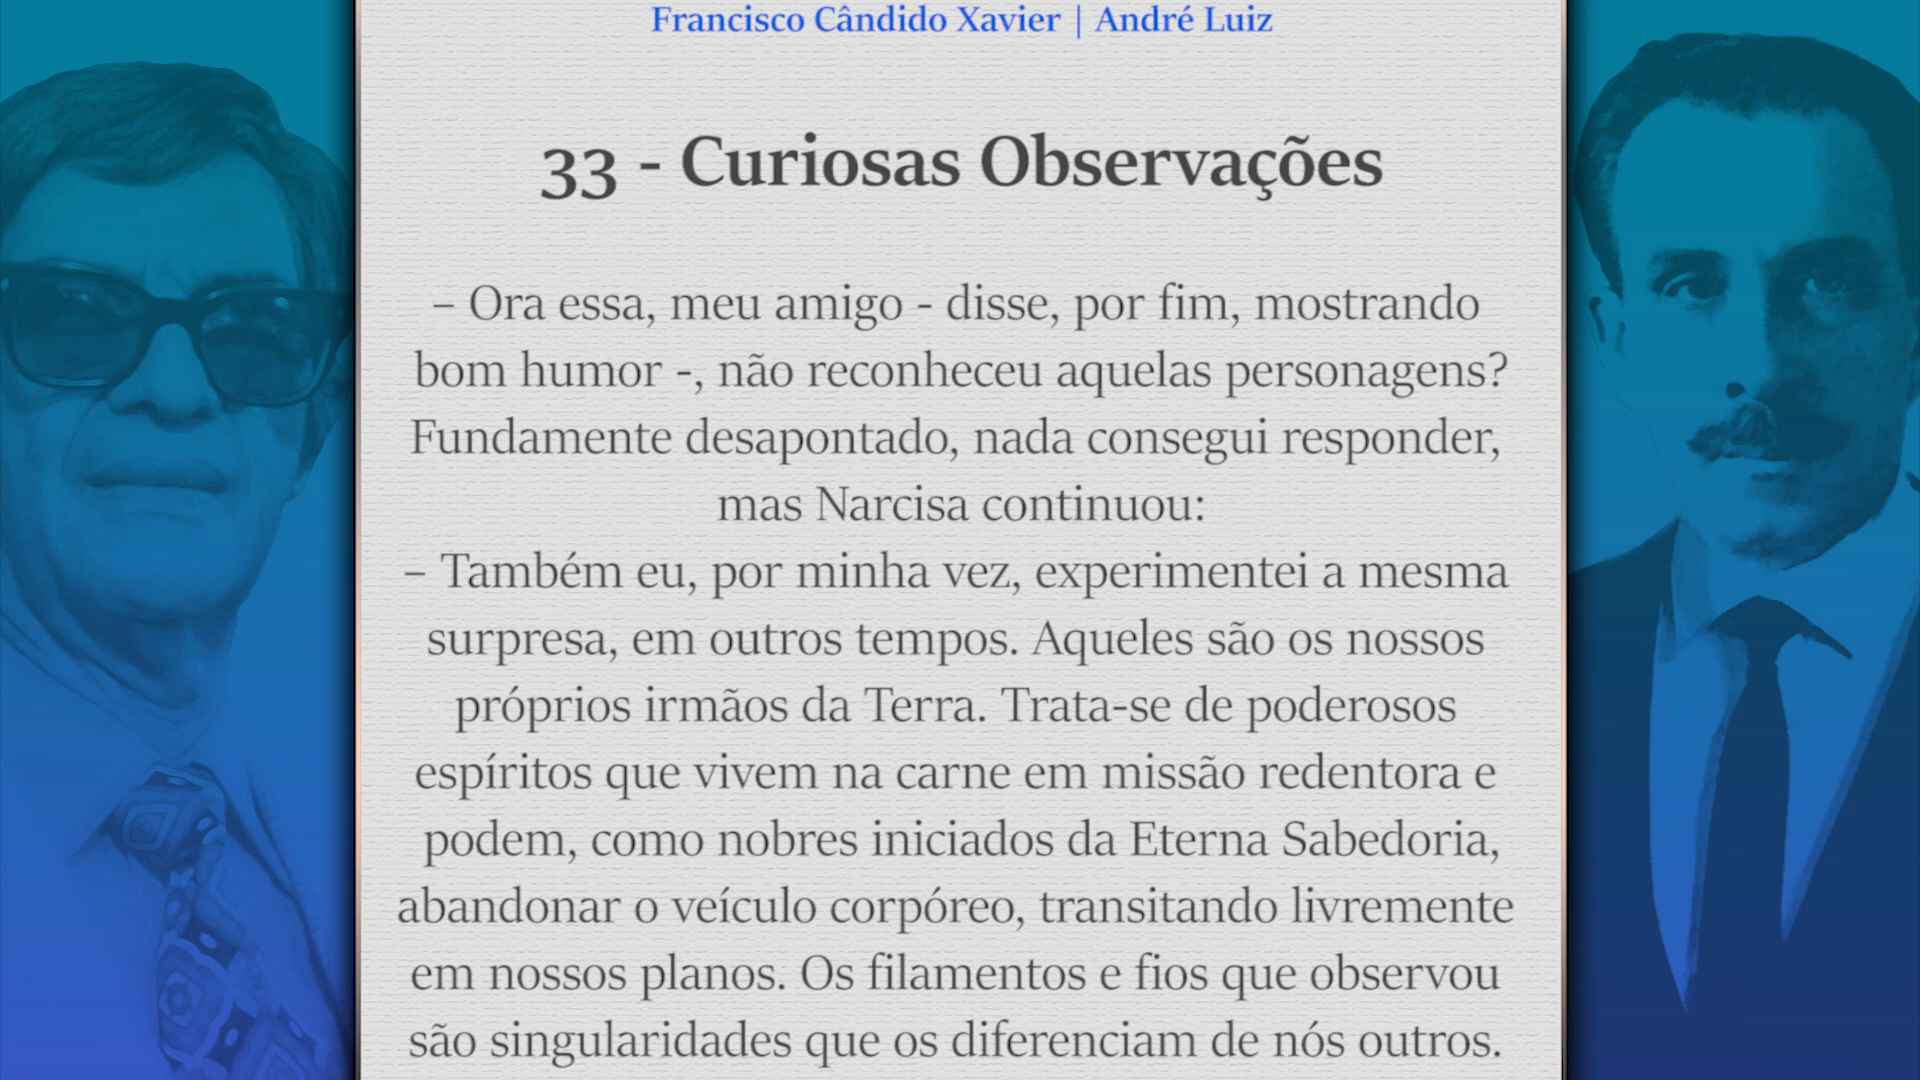 Francisco Cândido Xavier | André Luiz
33 - Curiosas Observações
– Ora essa, meu amigo - disse, por fim, mostrando
bom humor -, não reconheceu aquelas personagens?
Fundamente desapontado, nada consegui responder,
mas Narcisa continuou:
– Também eu, por minha vez, experimentei a mesma
surpresa, em outros tempos. Aqueles são os nossos
próprios irmãos da Terra. Trata-se de poderosos
espíritos que vivem na carne em missão redentora e
podem, como nobres iniciados da Eterna Sabedoria,
abandonar o veículo corpóreo, transitando livremente
em nossos planos. Os filamentos e fios que observou
são singularidades que os diferenciam de nós outros.